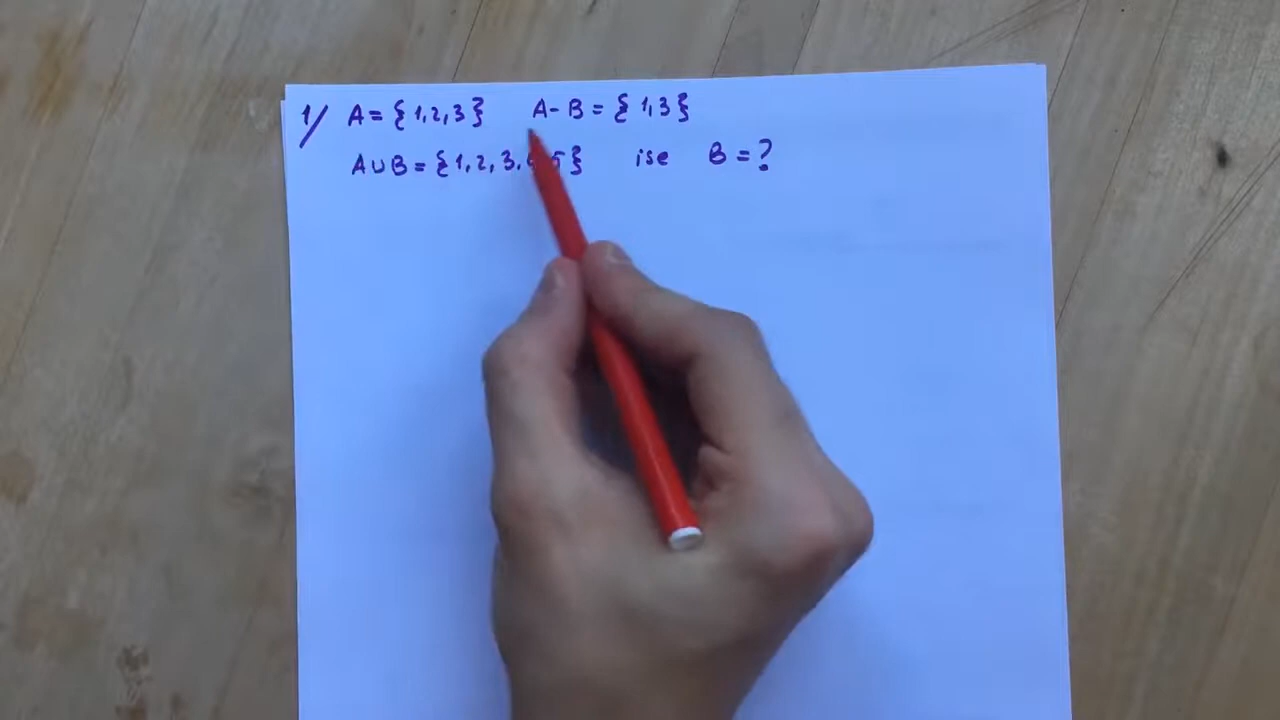 1/ A = {1,2,3} A - B = {1,3}
A∪B = {1, 2, 3, 5} ise B = ?